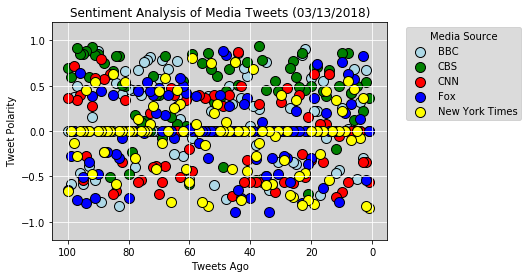 Sentiment Analysis of Media Tweets (03/13/2018)
Media Source
BBC
CBS
CNN
Fox
New York Times
1.0
0.5
0.0
−0.5
−1.0
Tweet Polarity
100
80
60
40
20
0
Tweets Ago